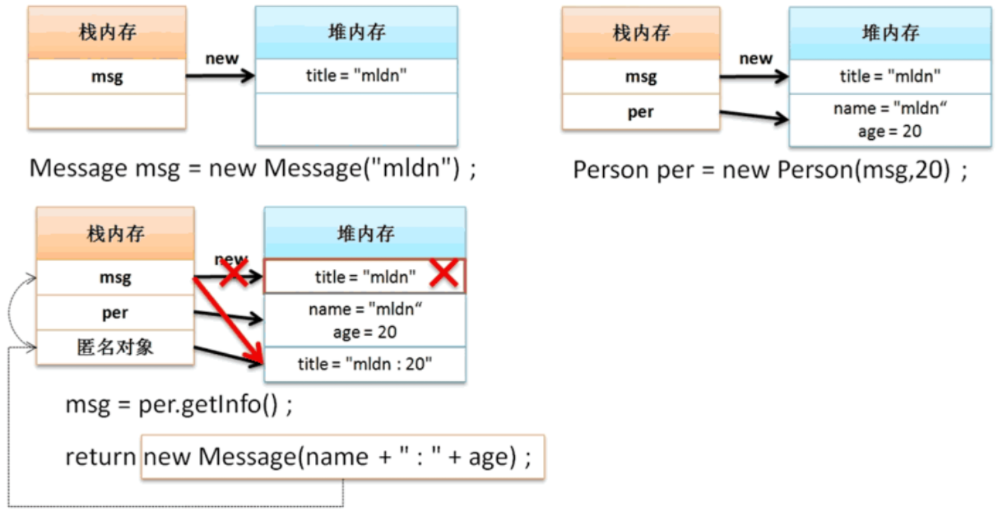 栈内存
堆内存
new
msg
title = "mldn"
Message msg = new Message("mldn") ;
栈内存
堆内存
new
msg
title = "mldn"
per
name = "mldn“
age = 20
Person per = new Person(msg,20) ;
栈内存
堆内存
new
msg
title = "mldn"
per
name = "mldn“
age = 20
匿名对象
title = "mldn : 20"
msg = per.getInfo() ;
return new Message(name + " : " + age) ;